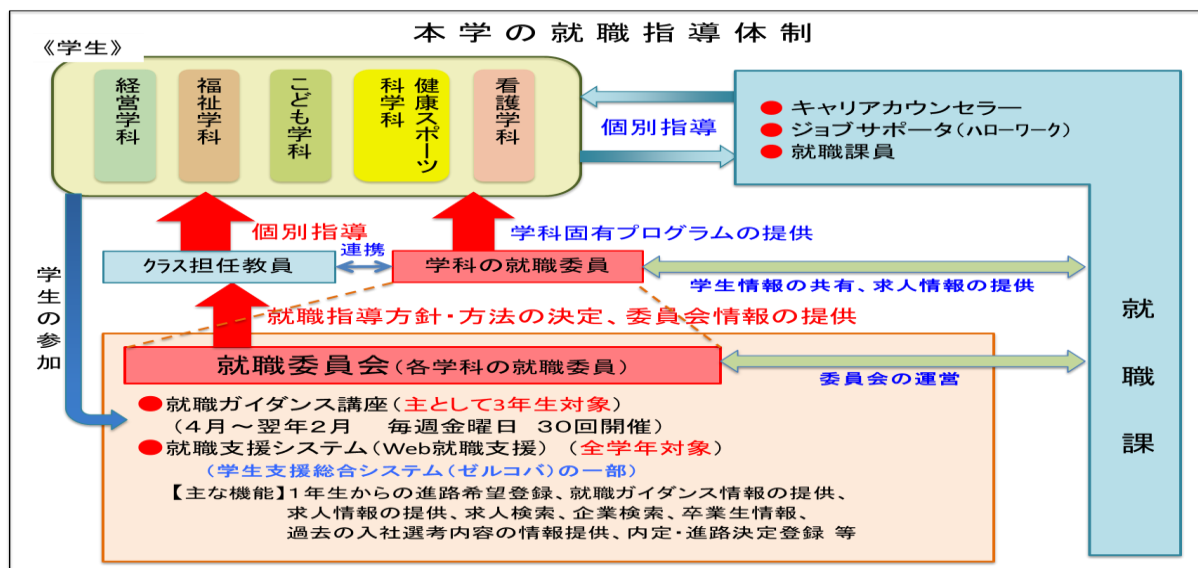 本学の就職指導体制
《学生》
経営学科
福祉学科
こども学科
健康スポーツ
科学科
看護学科
個別指導
●キャリアカウンセラー
●ジョブサポータ(ハローワーク)
●就職課員
個別指導
学科固有プログラムの提供
クラス担任教員
連携
学科の就職委員
学生情報の共有、求人情報の提供
学生の参加
就職指導方針・方法の決定、委員会情報の提供
就職委員会(各学科の就職委員)
委員会の運営
就職課
●就職ガイダンス講座(主として3年生対象)
(4月~翌年2月 毎週金曜日 30回開催)
●就職支援システム(Web就職支援)(全学年対象)
(学生支援総合システム(ゼルコバ)の一部)
【主な機能】1年生からの進路希望登録、就職ガイダンス情報の提供、
求人情報の提供、求人検索、企業検索、卒業生情報、
過去の入社選考内容の情報提供、内定・進路決定登録 等